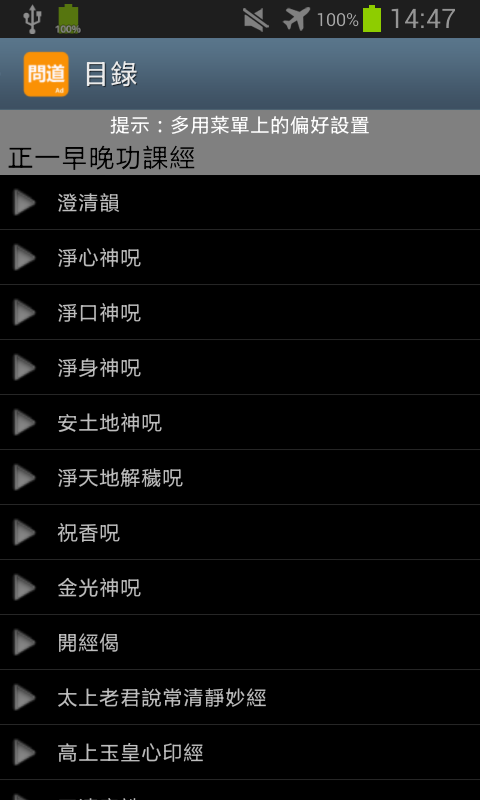 100%
100%
14:47
問道
Ad
目錄
提示：多用菜單上的偏好設置
正一早晚功課經
澄清韻
淨心神呪
淨口神呪
淨身神呪
安土地神呪
淨天地解穢呪
祝香呪
金光神呪
開經偈
太上老君說常清靜妙經
高上玉皇心印經